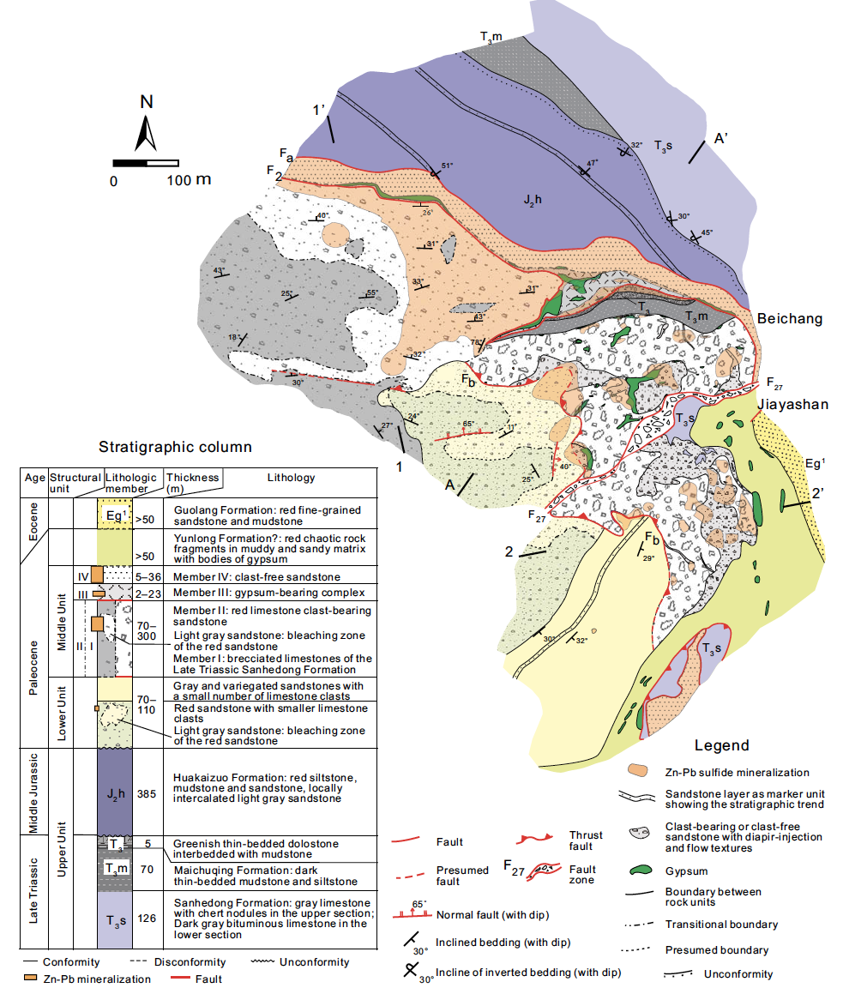 T3m
N
1'
0 100 m
Fa
F2
51°
47°
32°
T3s
A'
J2h
30°
45°
40°
26°
31°
43°
25°
55°
33°
31°
43°
T3
T3m
Beichang
18°
78°
32°
30°
Fb
F27
Jiayashan
24°
27°
65°
11°
T3s
1
A
25°
40°
Eg1
2'
F27
Fb
29°
2
30°
32°
T3s
Stratigraphic column
Age
Structural unit
Lithologic member
Thickness (m)
Lithology
Eocene
Eg1
>50
Guolang Formation: red fine-grained
sandstone and mudstone
>50
Yunlong Formation?: red chaotic rock
fragments in muddy and sandy matrix
with bodies of gypsum
Paleocene
Middle Unit
IV
5–36
Member IV: clast-free sandstone
III
2–23
Member III: gypsum-bearing complex
II I
70–
300
Member II: red limestone clast-bearing
sandstone
Light gray sandstone: bleaching zone
of the red sandstone
Member I: brecciated limestones of the
Late Triassic Sanhedong Formation
Lower Unit
70–
110
Gray and variegated sandstones with
a small number of limestone clasts
Red sandstone with smaller limestone
clasts
Light gray sandstone: bleaching zone
of the red sandstone
Middle Jurassic
Upper Unit
J2h
385
Huakaizuo Formation: red siltstone,
mudstone and sandstone, locally
intercalated light gray sandstone
Late Triassic
T3
5
Greenish thin-bedded dolostone
interbedded with mudstone
T3m
70
Maichuqing Formation: dark
thin-bedded mudstone and siltstone
T3s
126
Sanhedong Formation: gray limestone
with chert nodules in the upper section;
Dark gray bituminous limestone in the
lower section
Conformity
Disconformity
Unconformity
Zn-Pb mineralization
Fault
Legend
Zn-Pb sulfide mineralization
Sandstone layer as marker unit
showing the stratigraphic trend
Clast-bearing or clast-free
sandstone with diapir-injection
and flow textures
Gypsum
Boundary between
rock units
Transitional boundary
Presumed boundary
Unconformity
Fault
Thrust
fault
Presumed
fault
F27
Fault
zone
65°
Normal fault (with dip)
30°
Inclined bedding (with dip)
30°
Incline of inverted bedding (with dip)